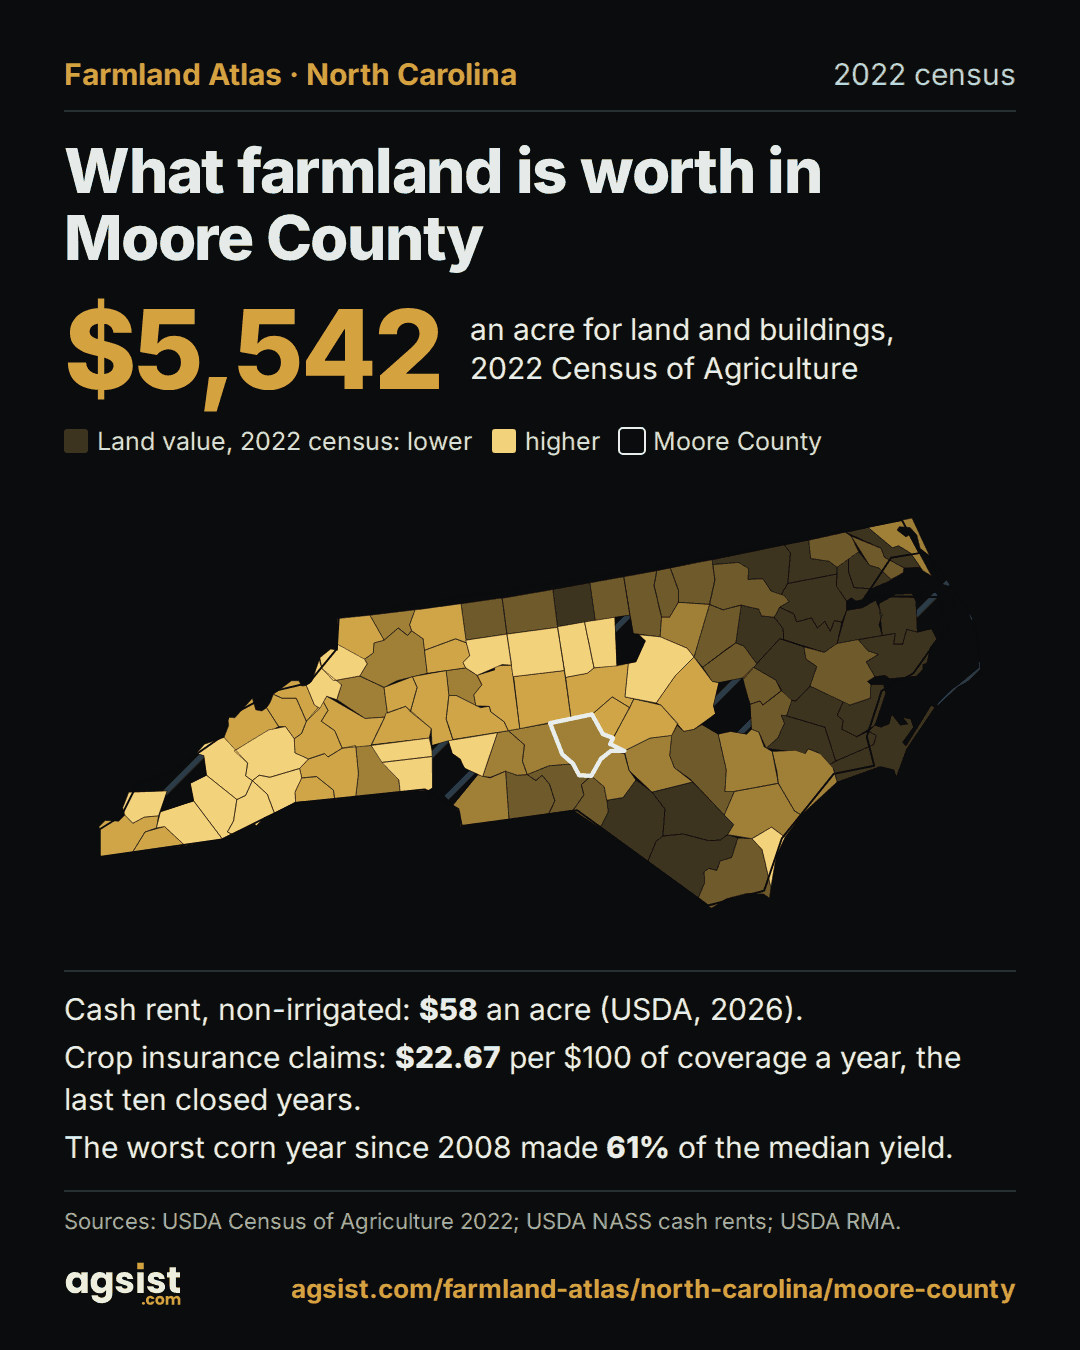 Farmland Atlas · North Carolina
2022 census
What farmland is worth in
Moore County
$5,542
an acre for land and buildings,
2022 Census of Agriculture
Land value, 2022 census: lower
higher
Moore County
Cash rent, non-irrigated: $58 an acre (USDA, 2026).
Crop insurance claims: $22.67 per $100 of coverage a year, the
last ten closed years.
The worst corn year since 2008 made 61% of the median yield.
Sources: USDA Census of Agriculture 2022; USDA NASS cash rents; USDA RMA.
agsist
.com
agsist.com/farmland-atlas/north-carolina/moore-county